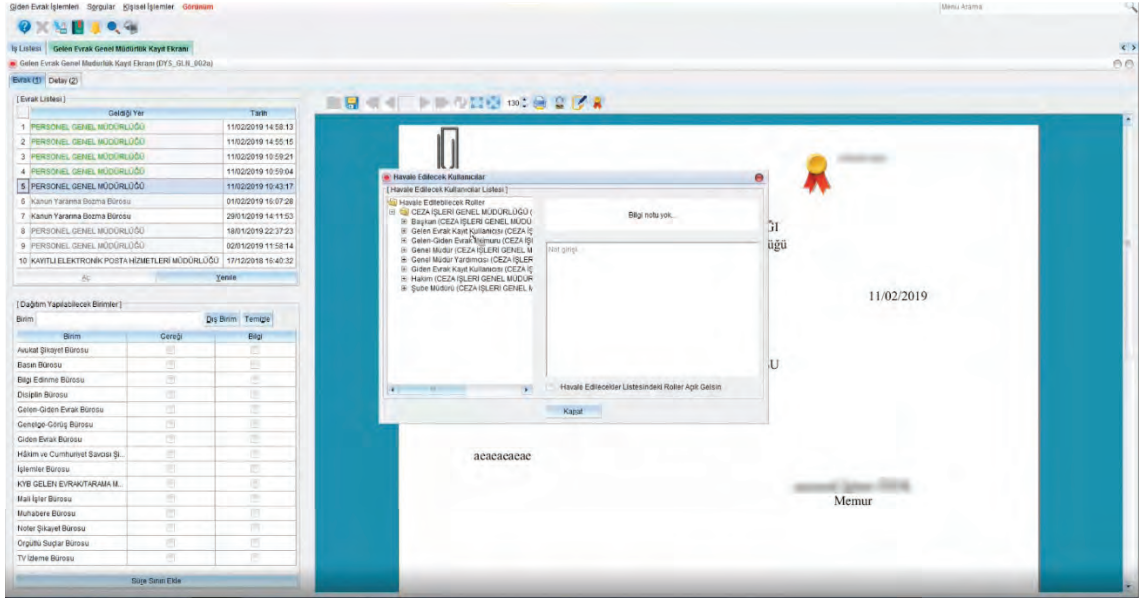 Giden Evrak İşlemleri Sorgular Kişisel İşlemler Görünüm
Menü Arama
İş Listesi Gelen Evrak Genel Müdürlük Kayıt Ekranı
Gelen Evrak Genel Müdürlük Kayıt Ekranı (DYS_GLN_002a)
Evrak (1) Detay (2)
[ Evrak Listesi ]
Geldiği Yer Tarih
1 PERSONEL GENEL MÜDÜRLÜĞÜ 11/02/2019 14:58:13
2 PERSONEL GENEL MÜDÜRLÜĞÜ 11/02/2019 14:55:15
3 PERSONEL GENEL MÜDÜRLÜĞÜ 11/02/2019 10:59:21
4 PERSONEL GENEL MÜDÜRLÜĞÜ 11/02/2019 10:59:04
5 PERSONEL GENEL MÜDÜRLÜĞÜ 11/02/2019 10:43:17
6 Kanun Yararına Bozma Bürosu 01/02/2019 16:07:28
7 Kanun Yararına Bozma Bürosu 29/01/2019 14:11:53
8 PERSONEL GENEL MÜDÜRLÜĞÜ 18/01/2019 22:37:23
9 PERSONEL GENEL MÜDÜRLÜĞÜ 02/01/2019 11:58:14
10 KAYITLI ELEKTRONİK POSTA HİZMETLERİ MÜDÜRLÜĞÜ 17/12/2018 16:40:32
Aç Yenile
[ Dağıtım Yapılabilecek Birimler ]
Birim Dış Birim Temizle
Birim Gereği Bilgi
Avukat Şikayet Bürosu
Basın Bürosu
Bilgi Edinme Bürosu
Disiplin Bürosu
Gelen-Giden Evrak Bürosu
Genelge-Görüş Bürosu
Giden Evrak Bürosu
Hâkim ve Cumhuriyet Savcısı Şi...
İşlemler Bürosu
KYB GELEN EVRAK/TARAMA M...
Mali İşler Bürosu
Muhabere Bürosu
Noter Şikayet Bürosu
Örgütlü Suçlar Bürosu
TV İzleme Bürosu
Süre Sınırı Ekle
130
Havale Edilecek Kullanıcılar
[ Havale Edilecek Kullanıcılar Listesi ]
Havale Edilebilecek Roller
CEZA İŞLERİ GENEL MÜDÜRLÜĞÜ (
Başkan (CEZA İŞLERİ GENEL MÜDÜ
Gelen Evrak Kayıt Kullanıcısı (CEZA İŞ
Gelen-Giden Evrak Memuru (CEZA İŞİ
Genel Müdür (CEZA İŞLERİ GENEL M
Genel Müdür Yardımcısı (CEZA İŞLER
Giden Evrak Kayıt Kullanıcısı (CEZA İŞ
Hakim (CEZA İŞLERİ GENEL MÜDÜR
Şube Müdürü (CEZA İŞLERİ GENEL M
Bilgi notu yok...
Not girişi
Havale Edilecekler Listesindeki Roller Açık Gelsin
Kapat
ĞI
üğü
11/02/2019
U
aeaeaeaeae
Memur